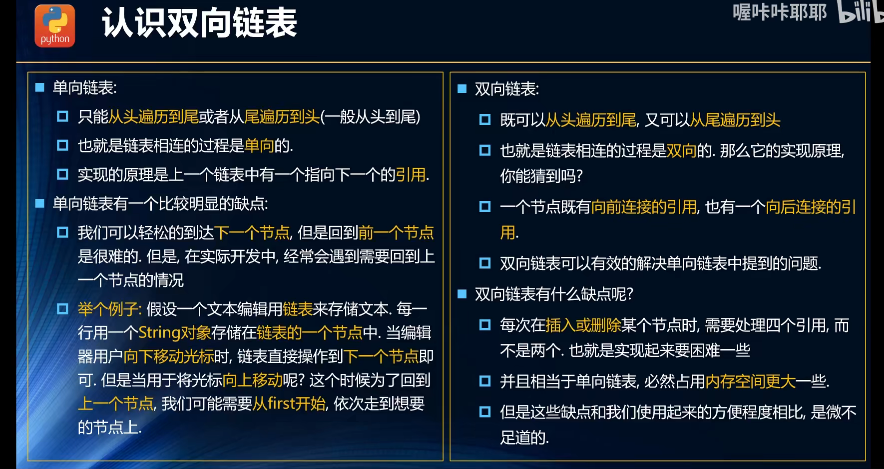 python
认识双向链表
喔咔咔耶耶 bilib
单向链表:
只能从头遍历到尾或者从尾遍历到头(一般从头到尾)
也就是链表相连的过程是单向的.
实现的原理是上一个链表中有一个指向下一个的引用.
单向链表有一个比较明显的缺点:
我们可以轻松的到达下一个节点, 但是回到前一个节点
是很难的. 但是, 在实际开发中, 经常会遇到需要回到上
一个节点的情况
举个例子: 假设一个文本编辑用链表来存储文本. 每一
行用一个String对象存储在链表的一个节点中. 当编辑
器用户向下移动光标时, 链表直接操作到下一个节点即
可. 但是当用于将光标向上移动呢? 这个时候为了回到
上一个节点, 我们可能需要从first开始, 依次走到想要
的节点上.
双向链表:
既可以从头遍历到尾, 又可以从尾遍历到头
也就是链表相连的过程是双向的. 那么它的实现原理,
你能猜到吗?
一个节点既有向前连接的引用, 也有一个向后连接的引
用.
双向链表可以有效的解决单向链表中提到的问题.
双向链表有什么缺点呢?
每次在插入或删除某个节点时, 需要处理四个引用, 而
不是两个. 也就是实现起来要困难一些
并且相当于单向链表, 必然占用内存空间更大一些.
但是这些缺点和我们使用起来的方便程度相比, 是微不
足道的.